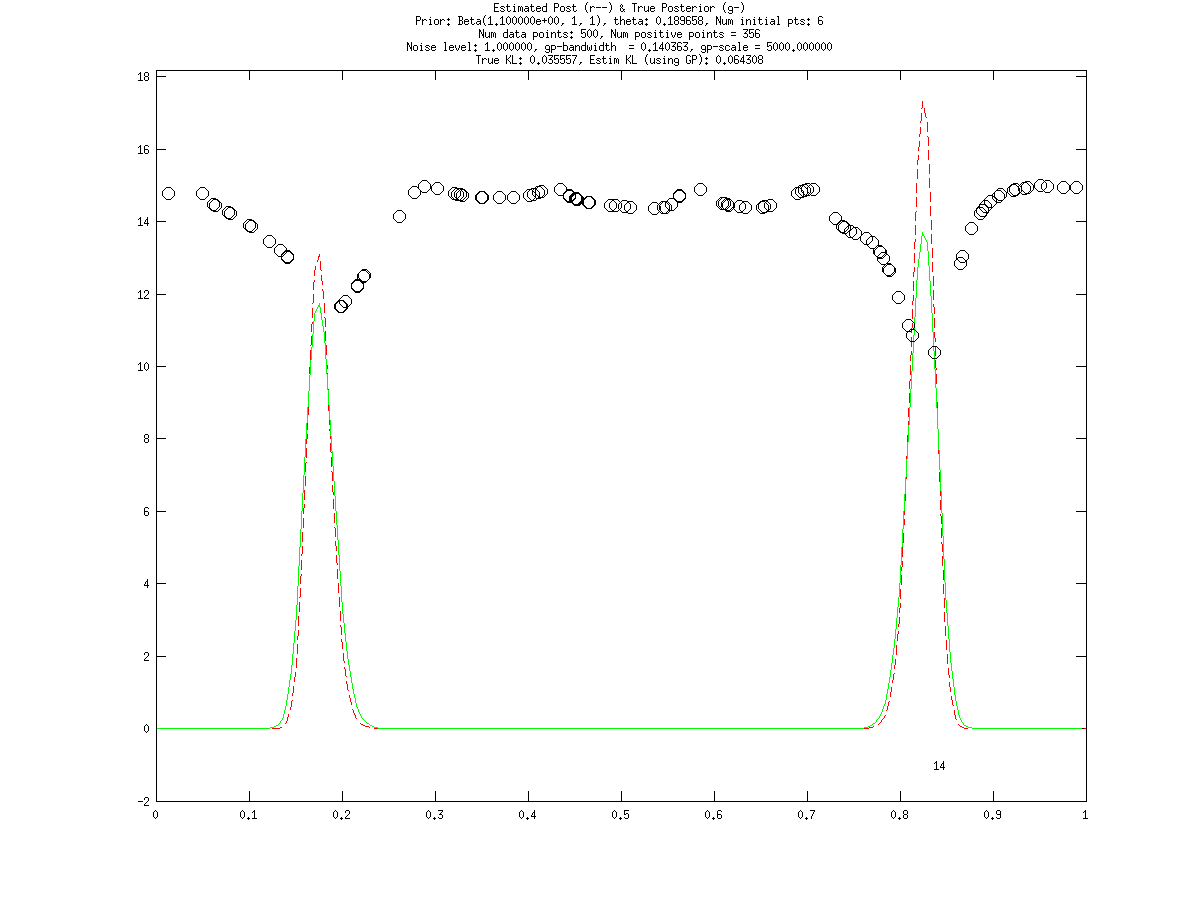 Estimated Post (r--) & True Posterior (g-)
Prior: Beta(1.100000e+00, 1, 1), theta: 0.189658, Num initial pts: 6
Num data points: 500, Num positive points = 356
Noise level: 1.000000, gp-bandwidth  = 0.140363, gp-scale = 5000.000000
True KL: 0.035557, Estim KL (using GP): 0.064308
18
16
14
12
10
8
6
4
2
0
14
-2
0 0.1 0.2 0.3 0.4 0.5 0.6 0.7 0.8 0.9 1